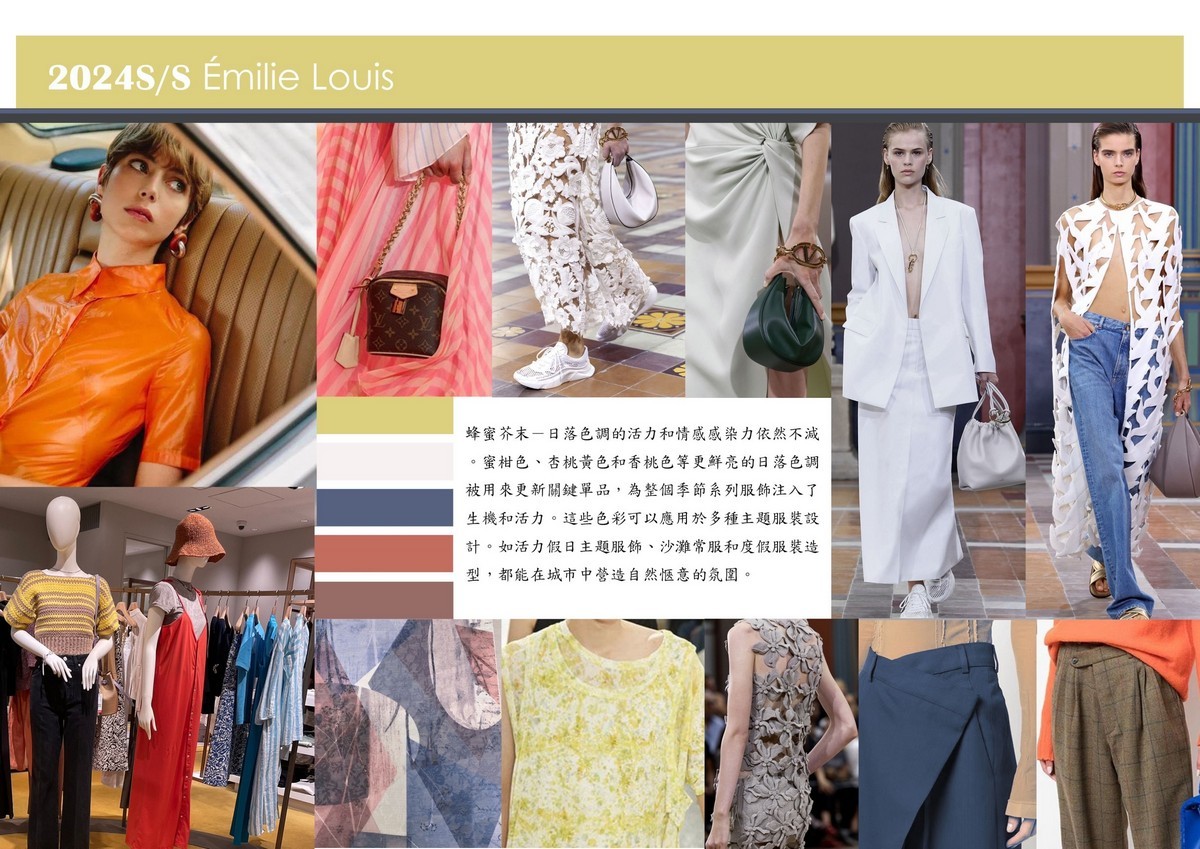 2024S/S Émilie Louis
蜂蜜芥末—日落色調的活力和情感感染力依然不減
。蜜柑色、杏桃黃色和香桃色等更鮮亮的日落色調
被用來更新關鍵單品，為整個季節系列服飾注入了
生機和活力。這些色彩可以應用於多種主題服裝設
計。如活力假日主題服飾、沙灘常服和度假服裝造
型，都能在城市中營造自然愜意的氛圍。